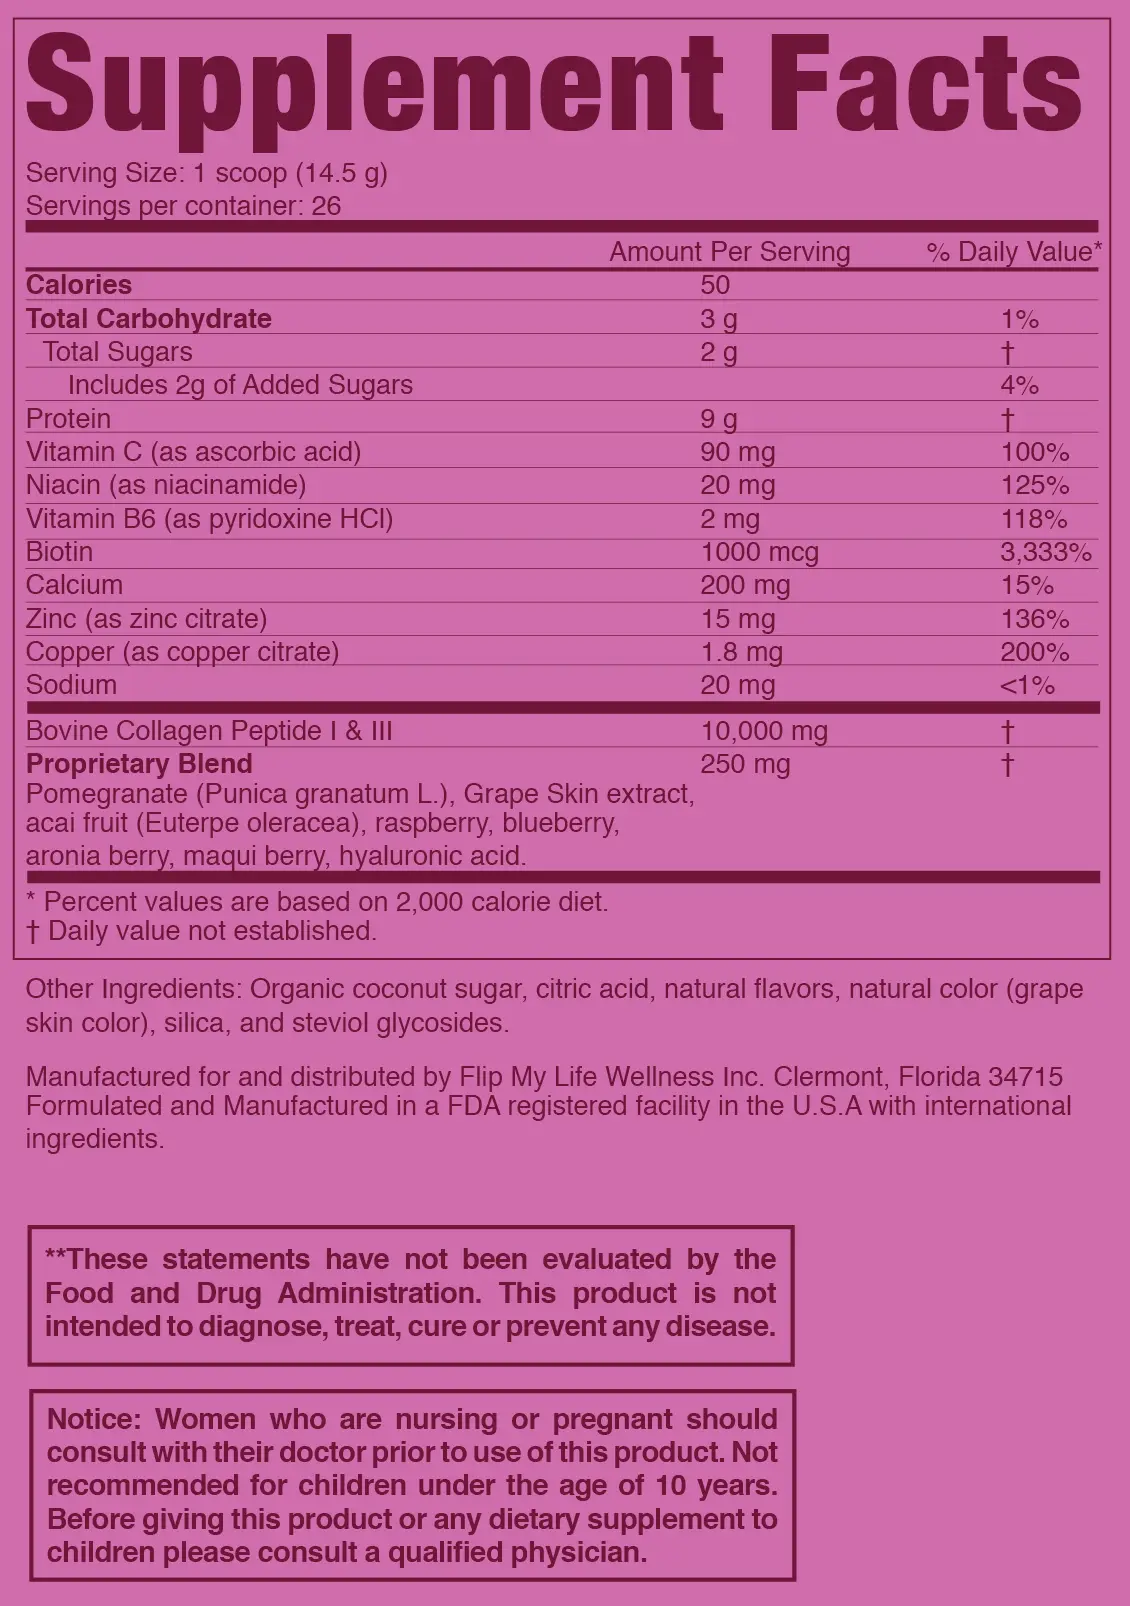 Supplement Facts
Serving Size: 1 scoop (14.5 g)
Servings per container: 26
Amount Per Serving % Daily Value*
Calories 50
Total Carbohydrate 3 g 1%
Total Sugars 2 g †
Includes 2g of Added Sugars 4%
Protein 9 g †
Vitamin C (as ascorbic acid) 90 mg 100%
Niacin (as niacinamide) 20 mg 125%
Vitamin B6 (as pyridoxine HCl) 2 mg 118%
Biotin 1000 mcg 3,333%
Calcium 200 mg 15%
Zinc (as zinc citrate) 15 mg 136%
Copper (as copper citrate) 1.8 mg 200%
Sodium 20 mg <1%
Bovine Collagen Peptide I & III 10,000 mg †
Proprietary Blend 250 mg †
Pomegranate (Punica granatum L.), Grape Skin extract,
acai fruit (Euterpe oleracea), raspberry, blueberry,
aronia berry, maqui berry, hyaluronic acid.
* Percent values are based on 2,000 calorie diet.
† Daily value not established.
Other Ingredients: Organic coconut sugar, citric acid, natural flavors, natural color (grape
skin color), silica, and steviol glycosides.
Manufactured for and distributed by Flip My Life Wellness Inc. Clermont, Florida 34715
Formulated and Manufactured in a FDA registered facility in the U.S.A with international
ingredients.
**These statements have not been evaluated by the
Food and Drug Administration. This product is not
intended to diagnose, treat, cure or prevent any disease.
Notice: Women who are nursing or pregnant should
consult with their doctor prior to use of this product. Not
recommended for children under the age of 10 years.
Before giving this product or any dietary supplement to
children please consult a qualified physician.